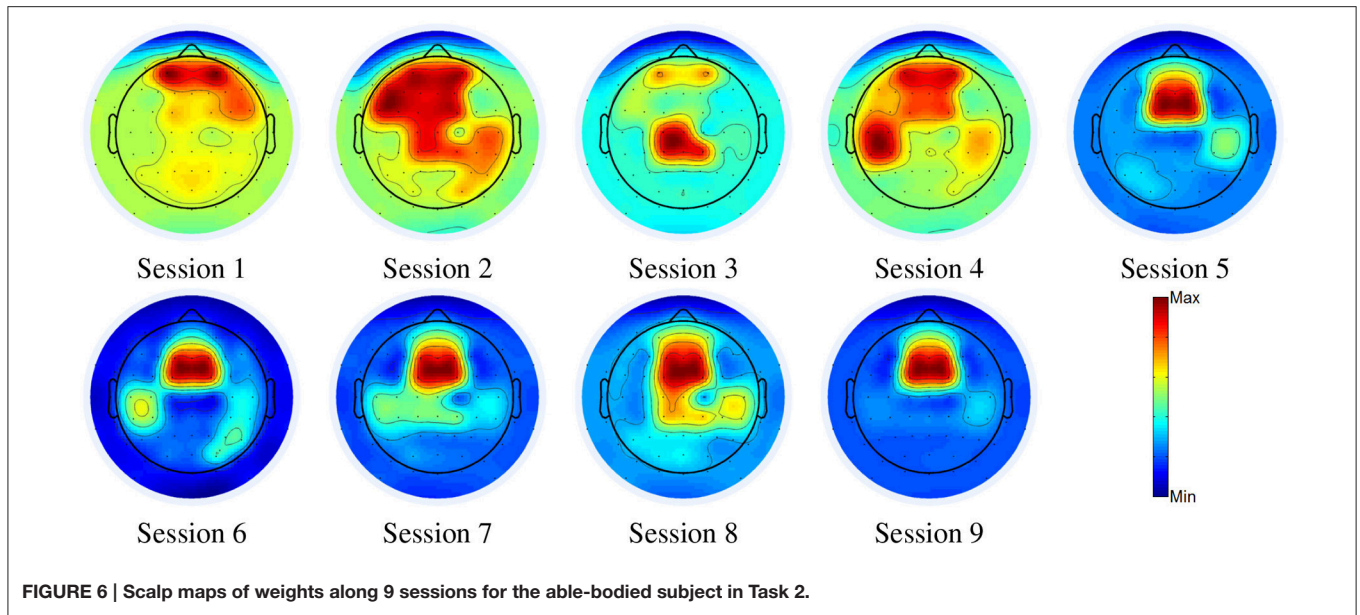 Session 1
Session 2
Session 3
Session 4
Session 5
Max
Min
Session 6
Session 7
Session 8
Session 9
FIGURE 6 | Scalp maps of weights along 9 sessions for the able-bodied subject in Task 2.